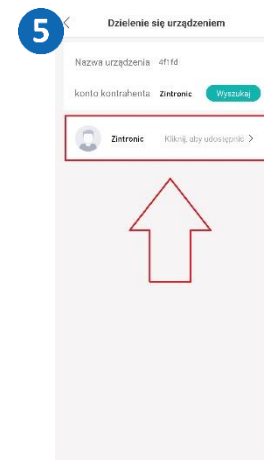 5
Dzielenie się urządzeniem
Nazwa urządzenia 4f1fd
konto kontrahenta Zintronic Wyszukaj
Zintronic Kliknij, aby udostępnić >